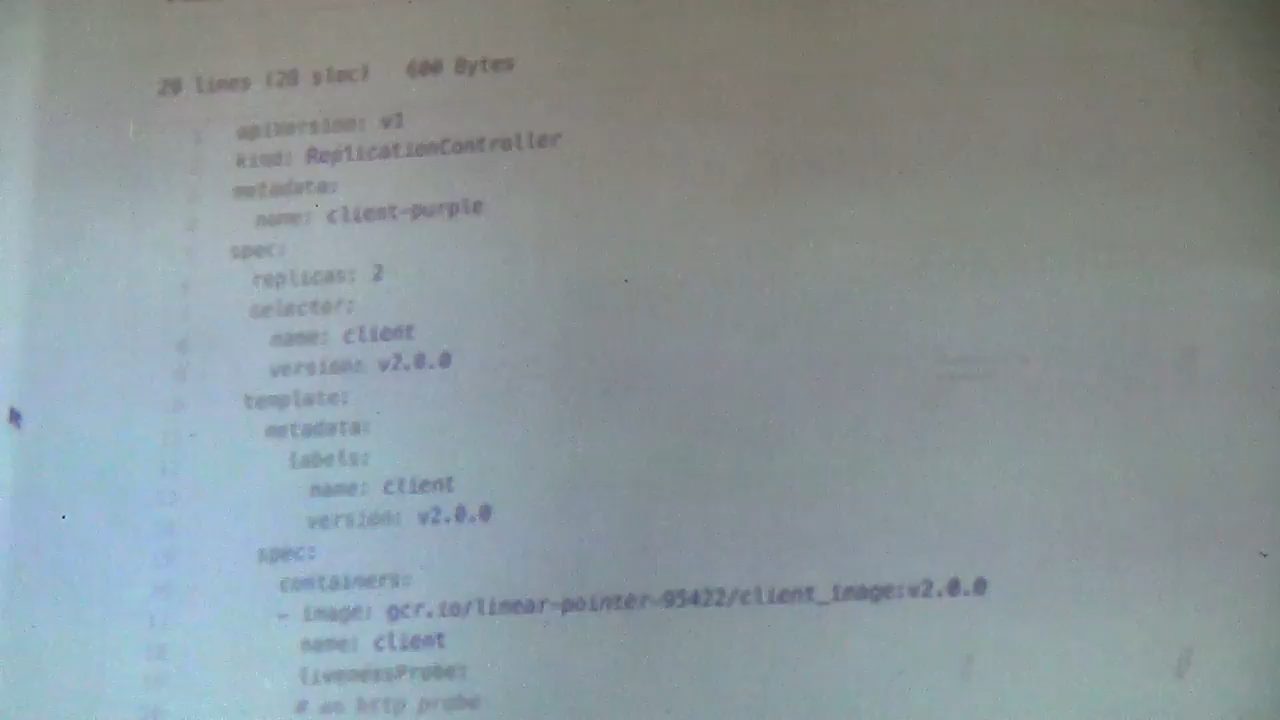 28 lines (28 sloc) 600 Bytes
apiVersion: v1
kind: ReplicationController
metadata:
name: client-purple
spec:
replicas: 2
selector:
name: client
version: v2.0.0
template:
metadata:
labels:
name: client
version: v2.0.0
spec:
containers:
- image: gcr.io/linear-pointer-95422/client_image:v2.0.0
name: client
livenessProbe:
# an http probe